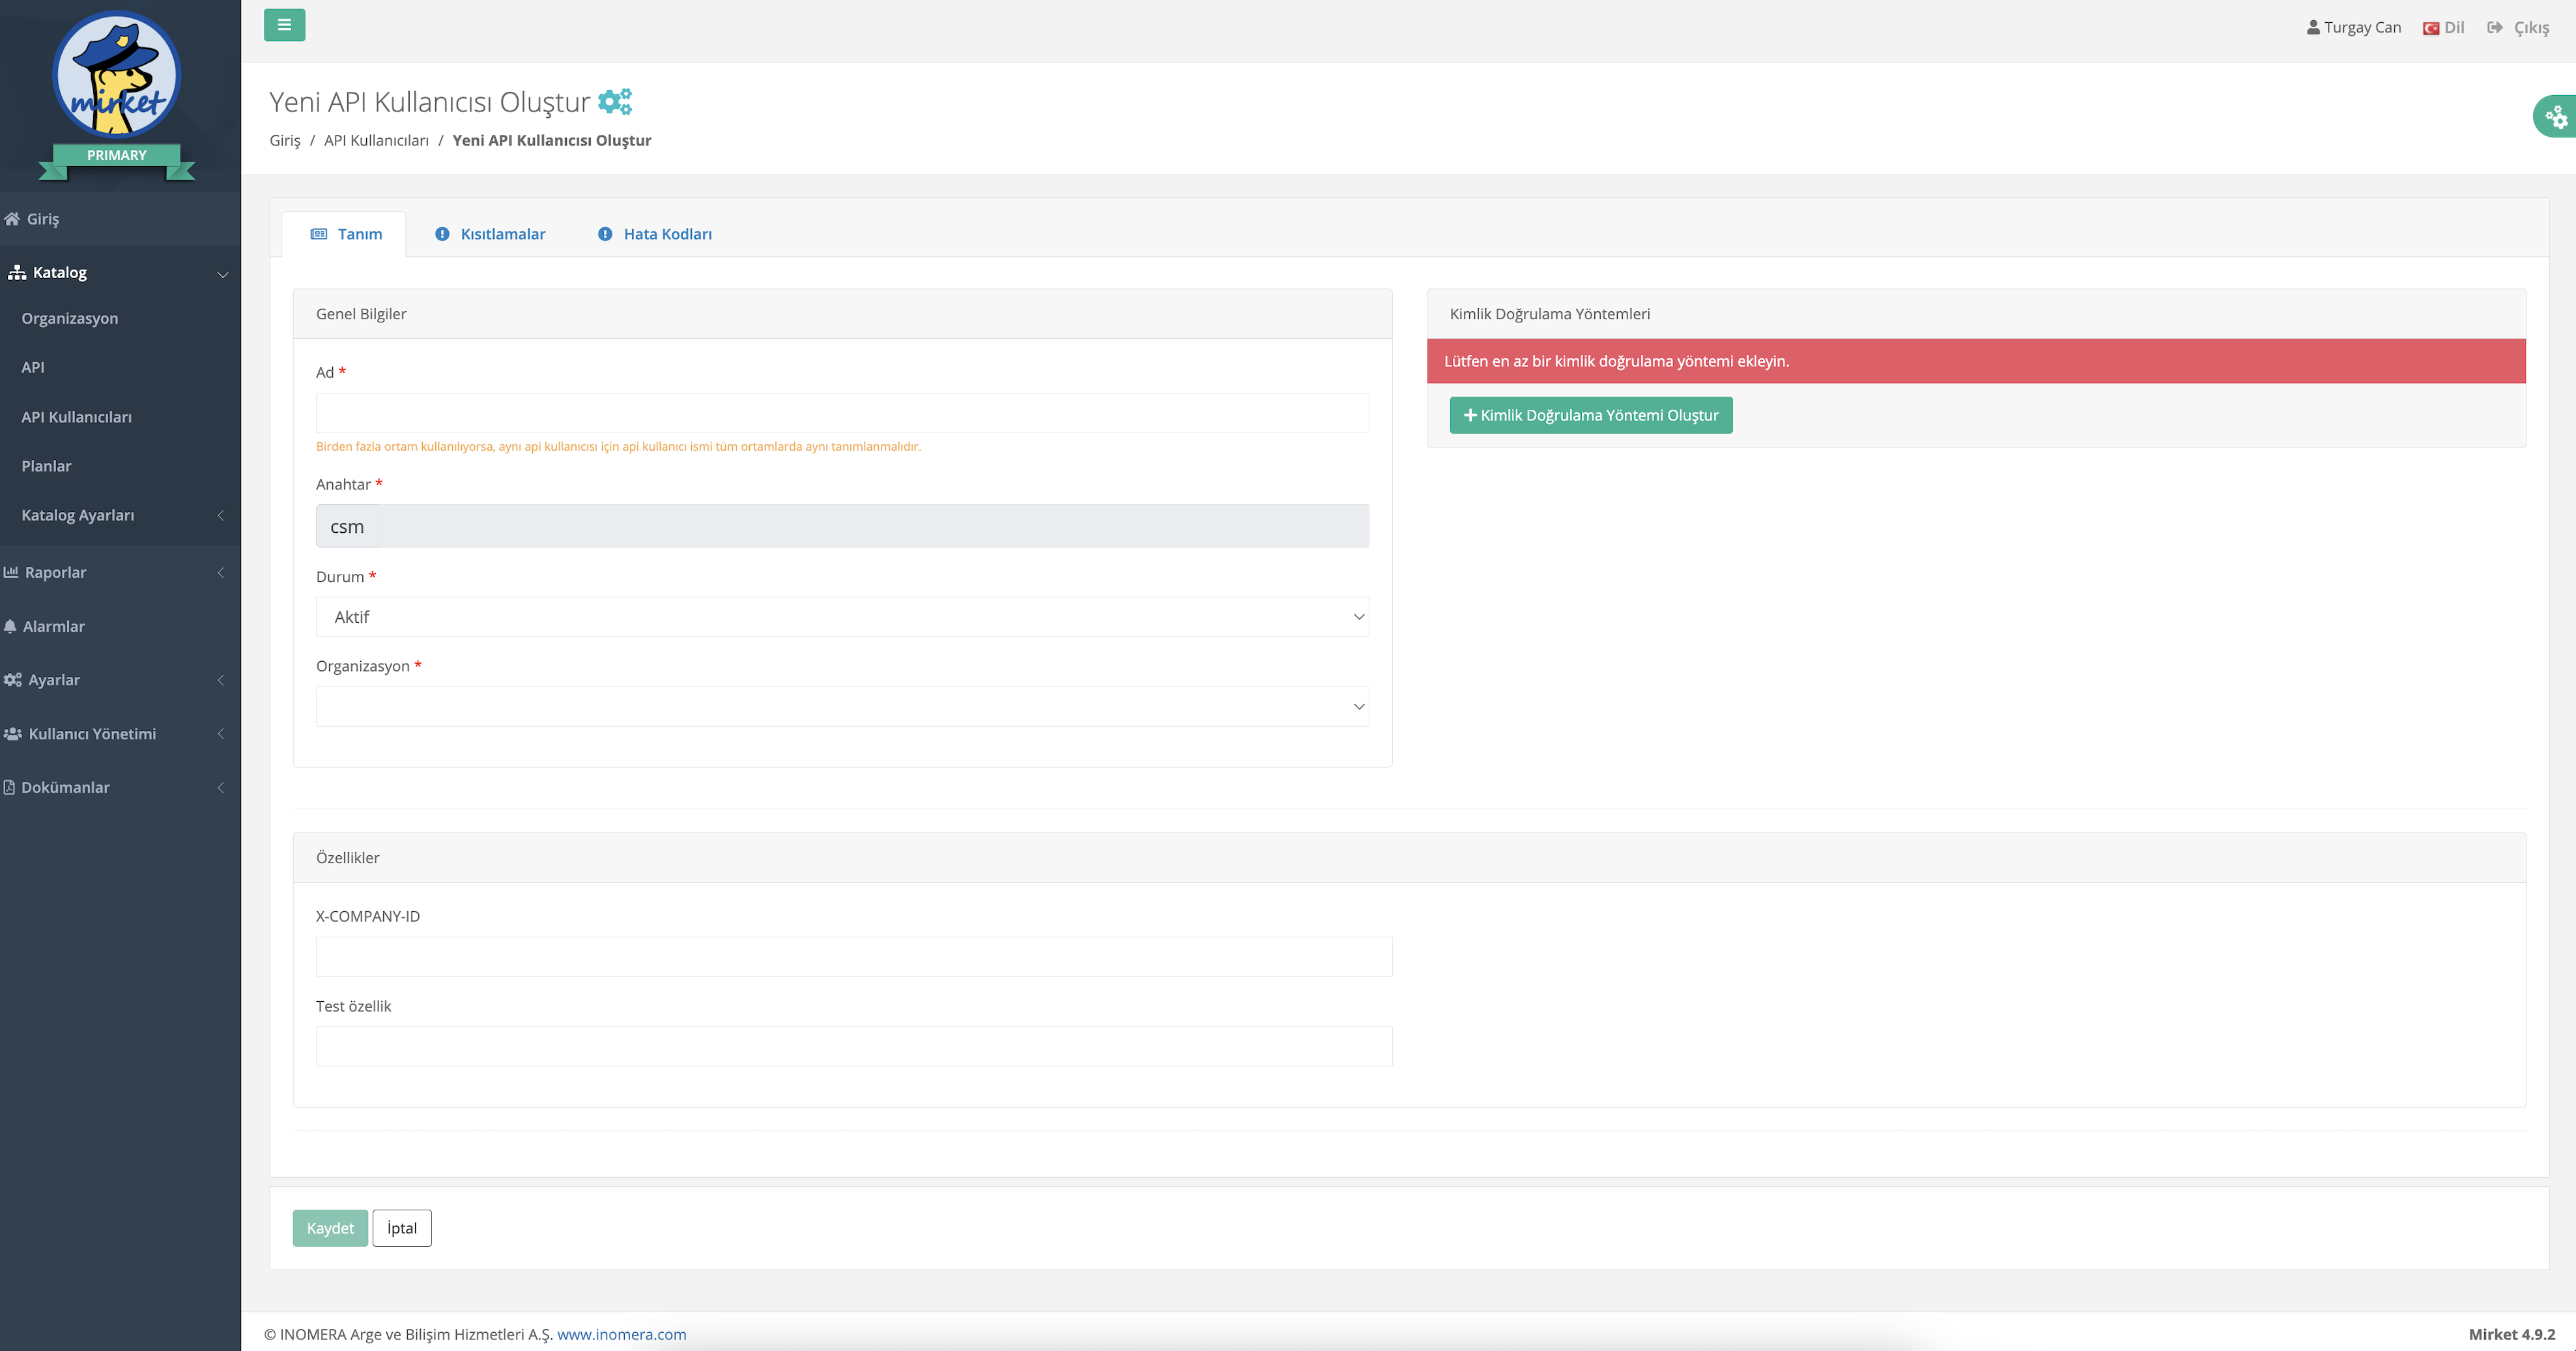 mirket
PRIMARY
Giriş
Katalog
Organizasyon
API
API Kullanıcıları
Planlar
Katalog Ayarları
Raporlar
Alarmlar
Ayarlar
Kullanıcı Yönetimi
Dokümanlar
Turgay Can
Dil
Çıkış
Yeni API Kullanıcısı Oluştur
Giriş / API Kullanıcıları / Yeni API Kullanıcısı Oluştur
Tanım
Kısıtlamalar
Hata Kodları
Genel Bilgiler
Ad *
Birden fazla ortam kullanılıyorsa, aynı api kullanıcısı için api kullanıcı ismi tüm ortamlarda aynı tanımlanmalıdır.
Anahtar *
csm
Durum *
Aktif
Organizasyon *
Kimlik Doğrulama Yöntemleri
Lütfen en az bir kimlik doğrulama yöntemi ekleyin.
+ Kimlik Doğrulama Yöntemi Oluştur
Özellikler
X-COMPANY-ID
Test özellik
Kaydet
İptal
© INOMERA Arge ve Bilişim Hizmetleri A.Ş. www.inomera.com
Mirket 4.9.2